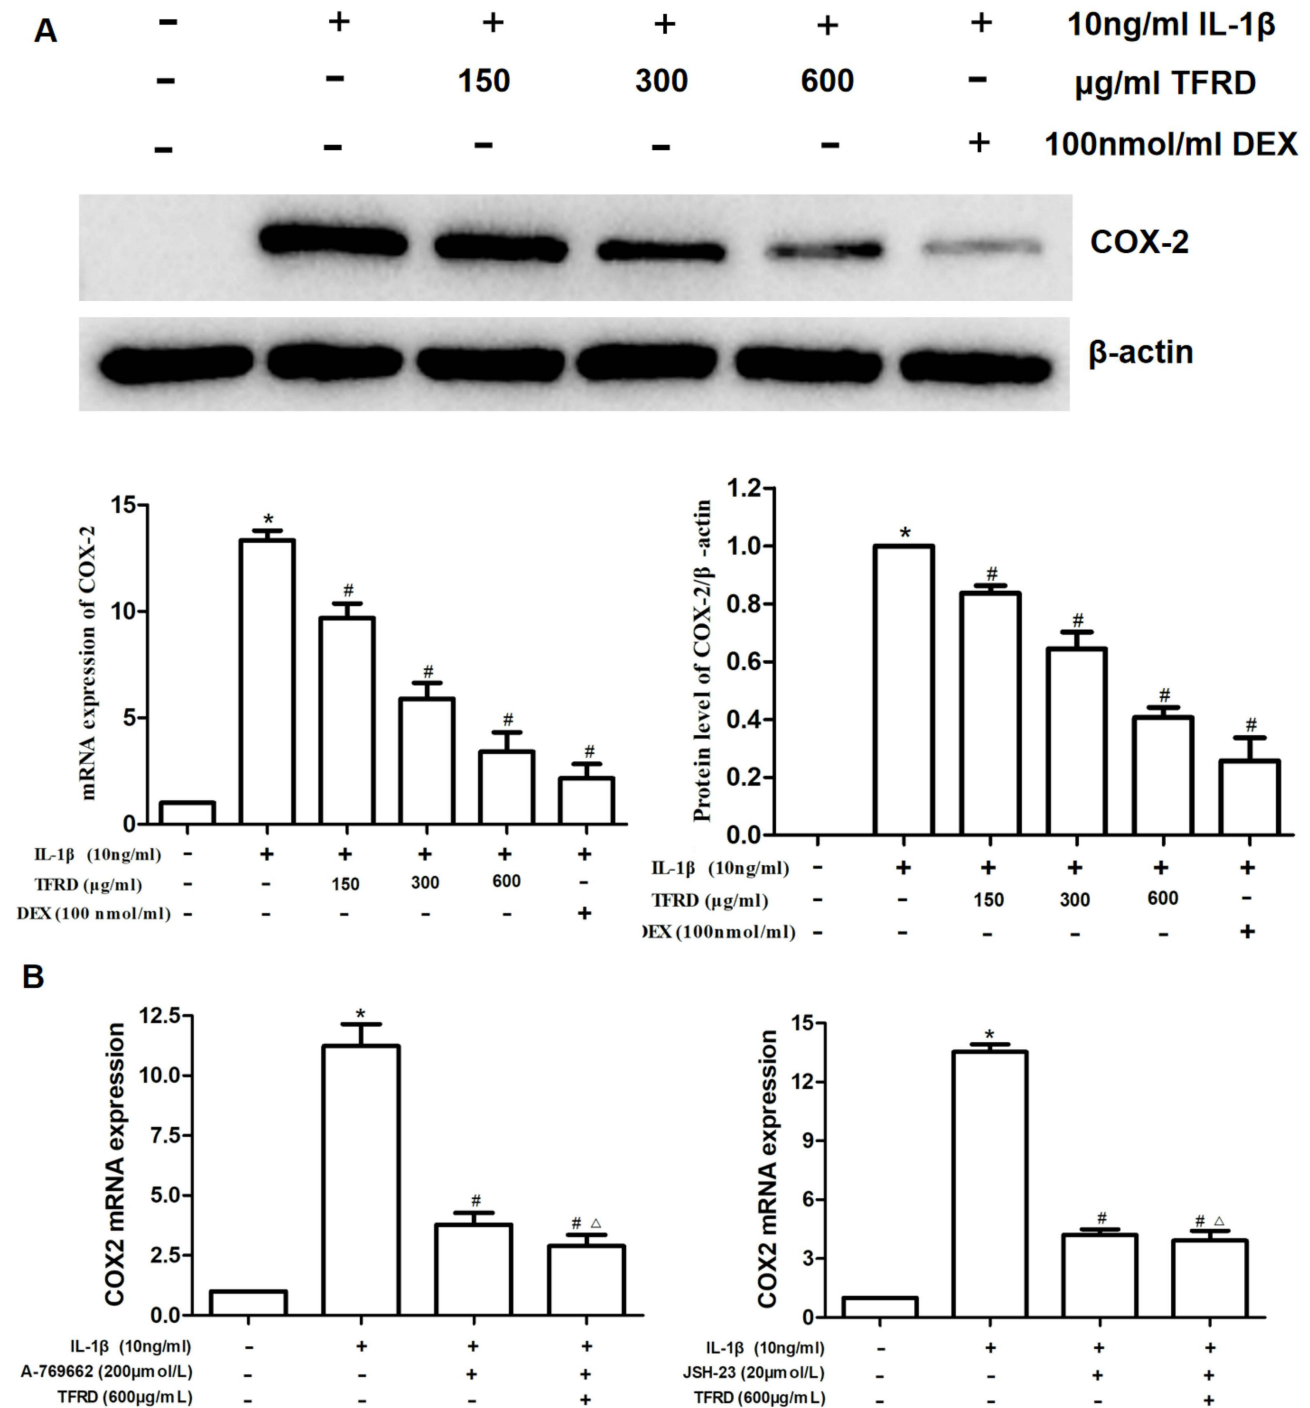 A
- + + + + + 10ng/ml IL-1β
- - 150 300 600 - µg/ml TFRD
- - - - - + 100nmol/ml DEX
COX-2
β-actin
mRNA expression of COX-2
15
10
5
0
*
#
#
#
#
IL-1β (10ng/ml) - + + + + +
TFRD (µg/ml) - - 150 300 600 -
DEX (100 nmol/ml) - - - - - +
Protein level of COX-2/β -actin
1.2
1.0
0.8
0.6
0.4
0.2
0.0
*
#
#
#
#
IL-1β (10ng/ml) - + + + + +
TFRD (µg/ml) - - 150 300 600 -
DEX (100nmol/ml) - - - - - +
B
COX2 mRNA expression
12.5
10.0
7.5
5.0
2.5
0.0
*
#
# △
IL-1β (10ng/ml) - + + +
A-769662 (200µmol/L) - - + +
TFRD (600µg/mL) - - - +
COX2 mRNA expression
15
12
9
6
3
0
*
#
# △
IL-1β (10ng/ml) - + + +
JSH-23 (20µmol/L) - - + +
TFRD (600µg/mL) - - - +